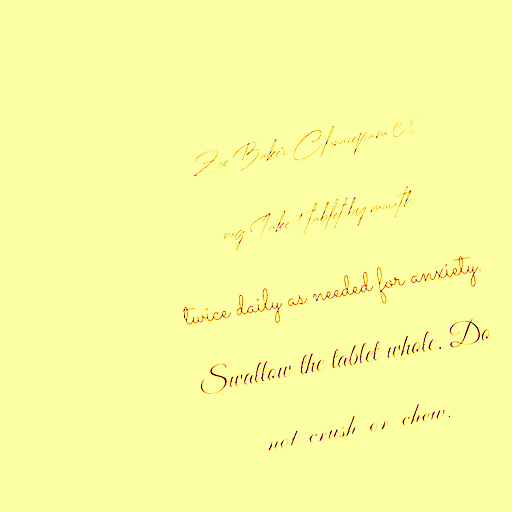 Zoe Baker Clonazepam 0.5
mg Take 1 tablet by mouth
twice daily as needed for anxiety.
Swallow the tablet whole. Do
not crush or chew.